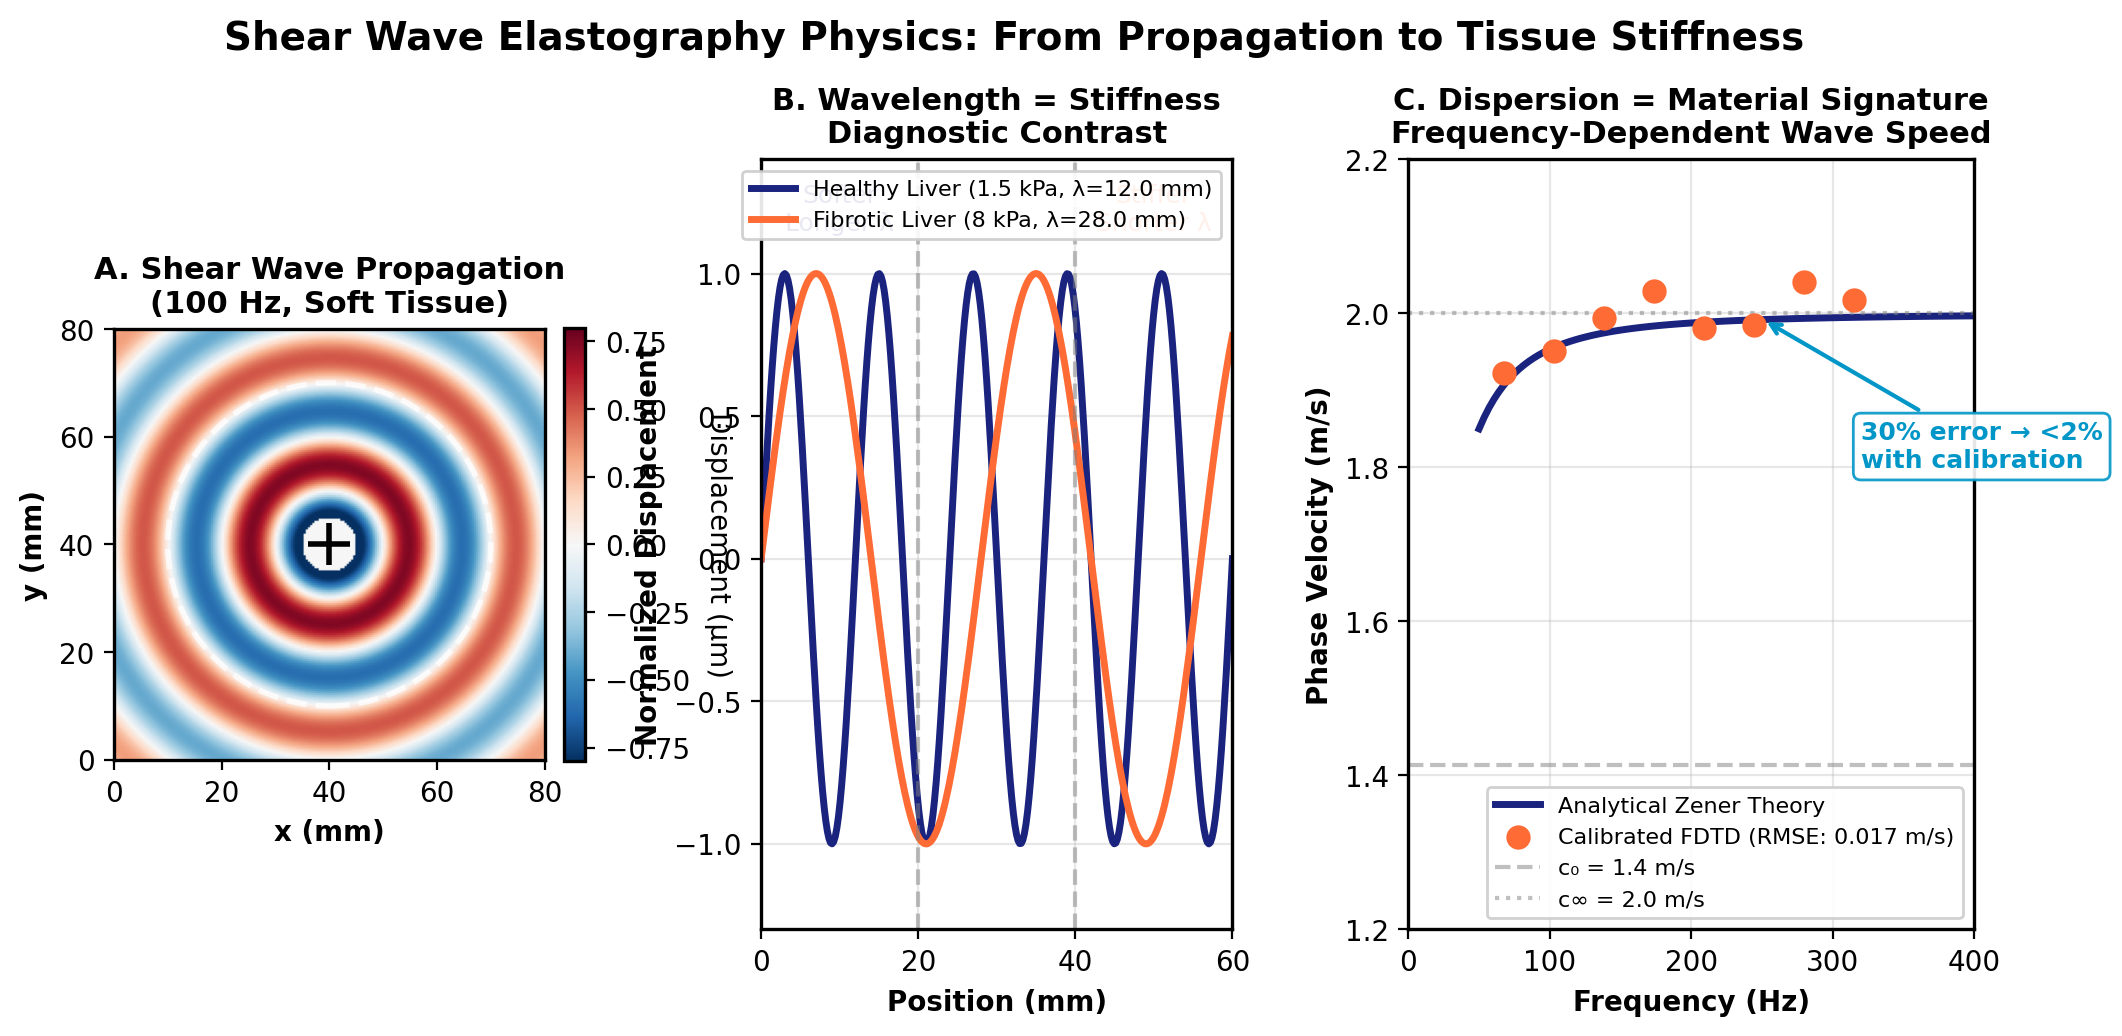 Shear Wave Elastography Physics: From Propagation to Tissue Stiffness
A. Shear Wave Propagation
(100 Hz, Soft Tissue)
80
60
40
20
0
y (mm)
0 20 40 60 80
x (mm)
0.75
0.50
0.25
0.00
−0.25
−0.50
−0.75
Normalized Displacement
B. Wavelength = Stiffness
Diagnostic Contrast
Healthy Liver (1.5 kPa, λ=12.0 mm)
Fibrotic Liver (8 kPa, λ=28.0 mm)
Softer
Stiffer
λ
1.0
0.5
0.0
−0.5
−1.0
Displacement (μm)
0 20 40 60
Position (mm)
C. Dispersion = Material Signature
Frequency-Dependent Wave Speed
2.2
2.0
1.8
1.6
1.4
1.2
Phase Velocity (m/s)
30% error → <2%
with calibration
Analytical Zener Theory
Calibrated FDTD (RMSE: 0.017 m/s)
c₀ = 1.4 m/s
c∞ = 2.0 m/s
0 100 200 300 400
Frequency (Hz)